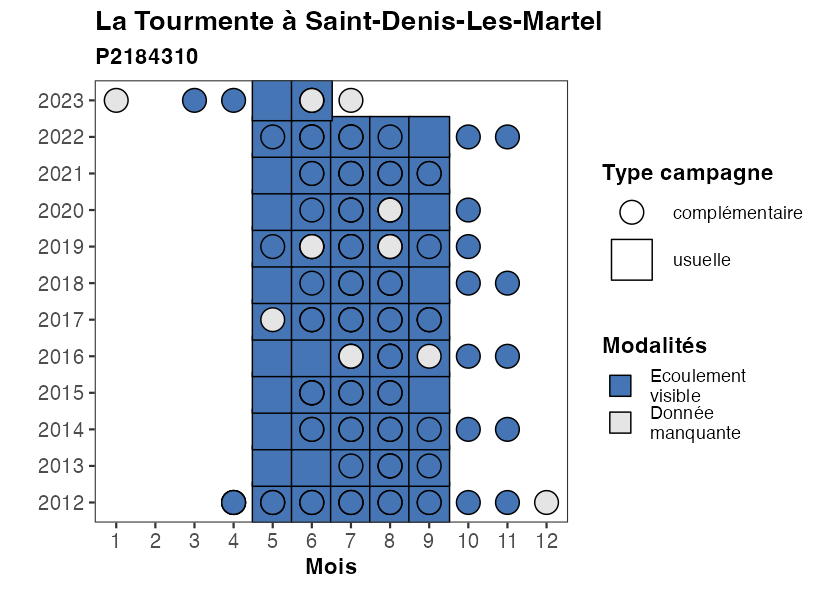 La Tourmente à Saint-Denis-Les-Martel
P2184310
2023
2022
2021
2020
2019
2018
2017
2016
2015
2014
2013
2012
1 2 3 4 5 6 7 8 9 10 11 12
Mois
Type campagne
complémentaire
usuelle
Modalités
Ecoulement
visible
Donnée
manquante